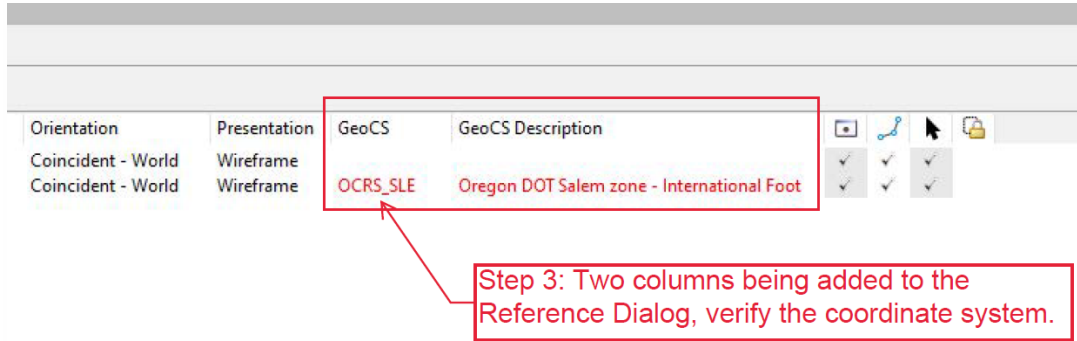 Orientation Presentation GeoCS GeoCS Description
Coincident - World Wireframe
Coincident - World Wireframe OCRS_SLE Oregon DOT Salem zone - International Foot
Step 3: Two columns being added to the
Reference Dialog, verify the coordinate system.